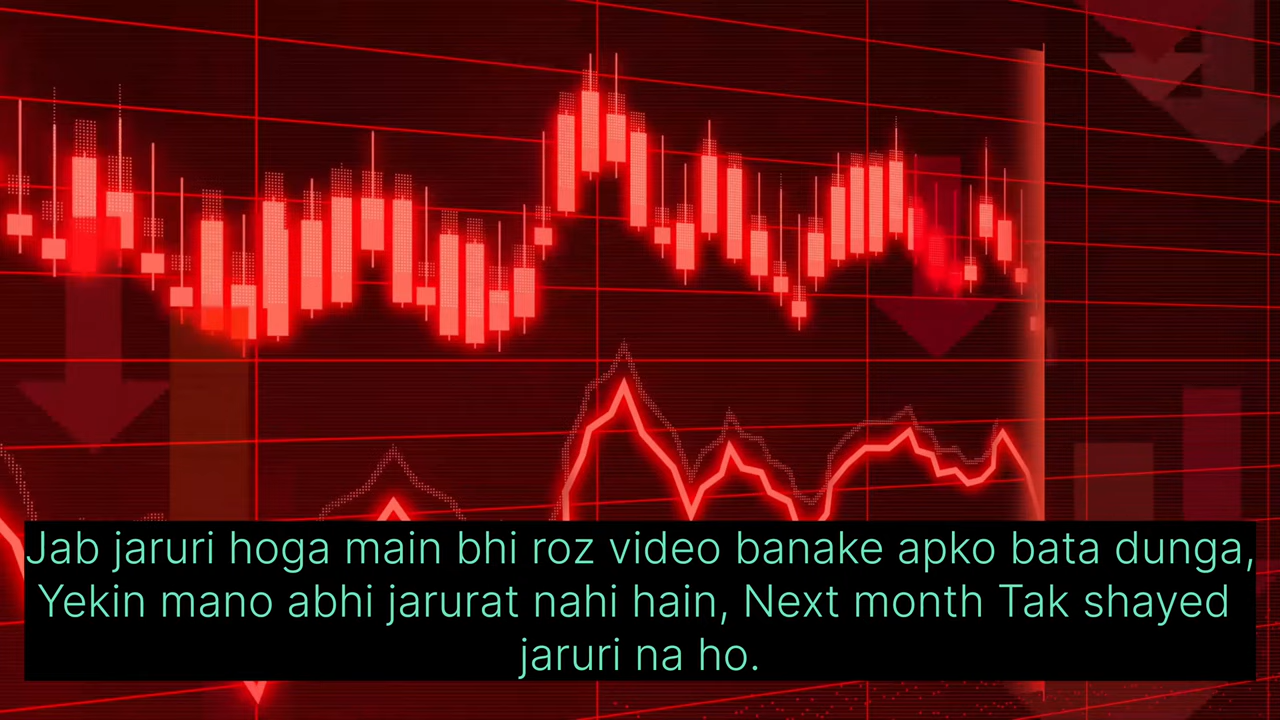 Jab jaruri hoga main bhi roz video banake apko bata dunga,
Yekin mano abhi jarurat nahi hain, Next month Tak shayed
jaruri na ho.